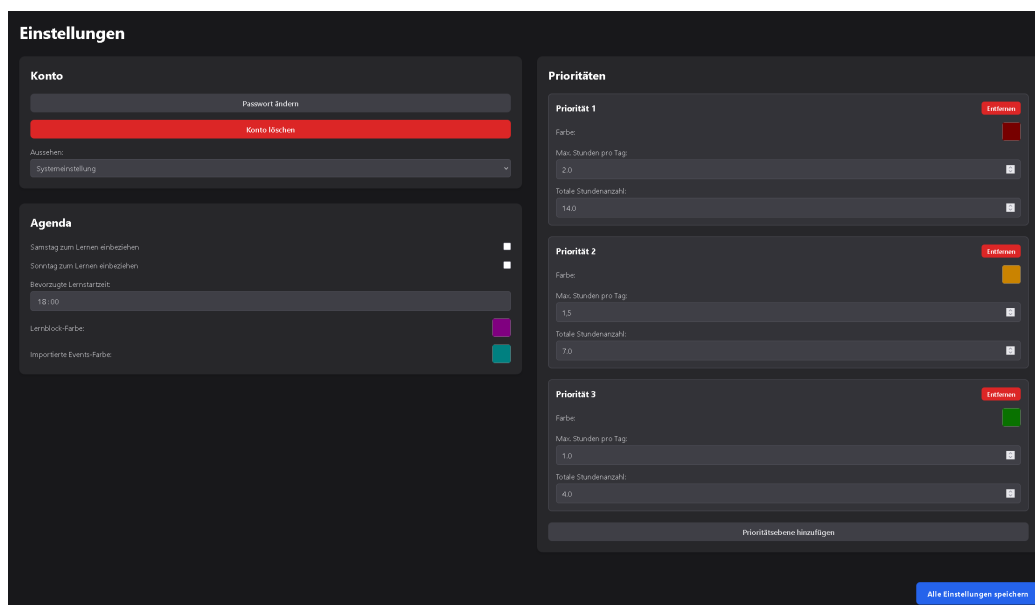 Einstellungen
Konto
Passwort ändern
Konto löschen
Aussehen:
Systemeinstellung
Agenda
Samstag zum Lernen einbeziehen
Sonntag zum Lernen einbeziehen
Bevorzugte Lernstartzeit:
18:00
Lernblock-Farbe:
Importierte Events-Farbe:
Prioritäten
Priorität 1
Entfernen
Farbe:
Max. Stunden pro Tag:
2.0
Totale Stundenanzahl:
14.0
Priorität 2
Entfernen
Farbe:
Max. Stunden pro Tag:
1,5
Totale Stundenanzahl:
7.0
Priorität 3
Entfernen
Farbe:
Max. Stunden pro Tag:
1.0
Totale Stundenanzahl:
4.0
Prioritätsebene hinzufügen
Alle Einstellungen speichern